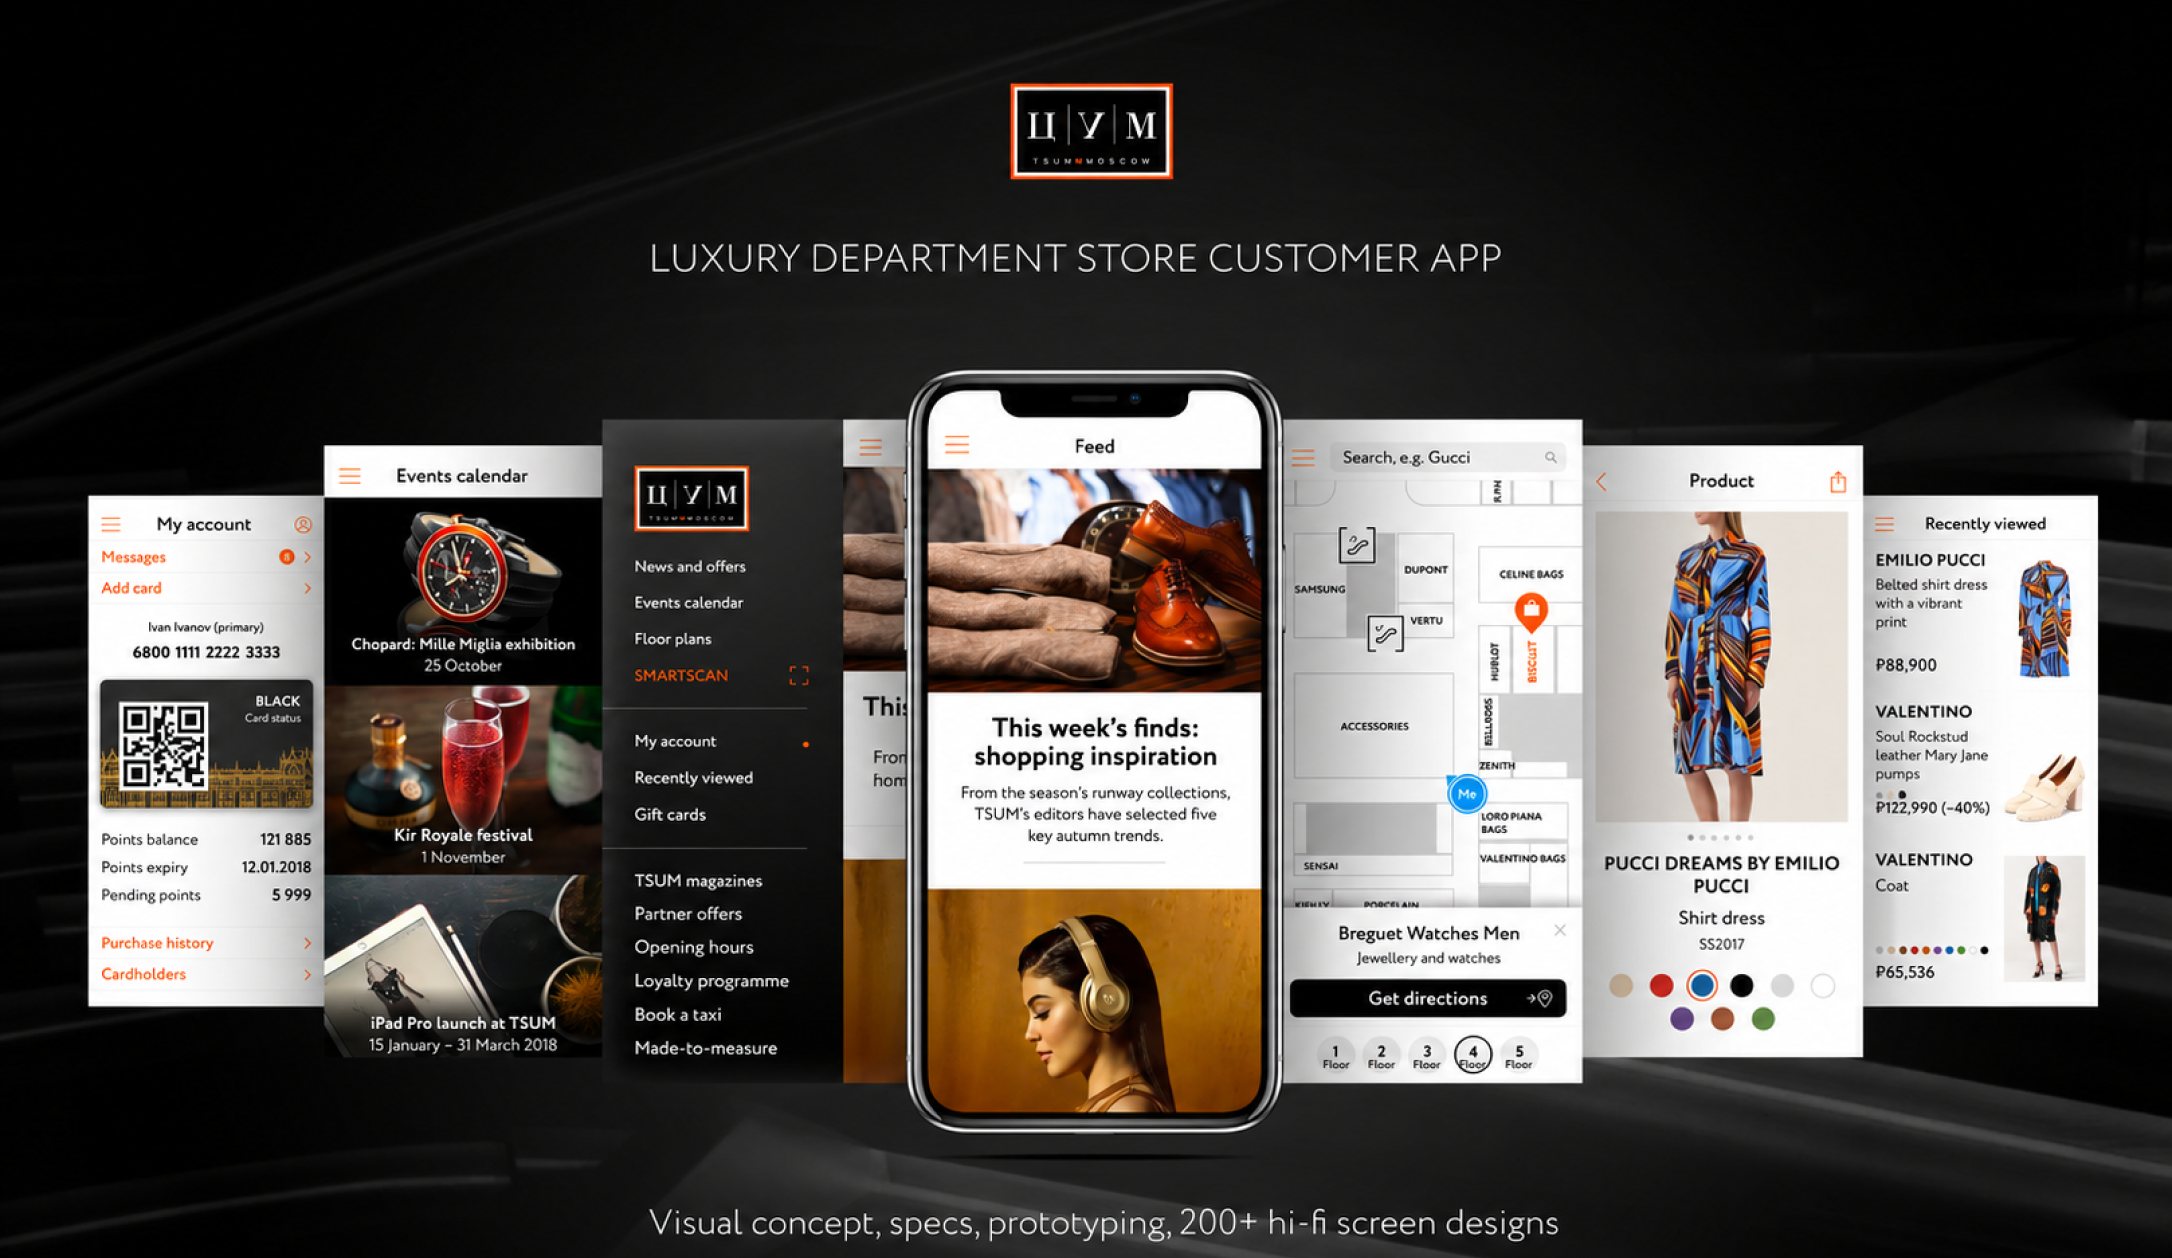 Ц У М
TSUM MOSCOW
LUXURY DEPARTMENT STORE CUSTOMER APP
My account
Messages
8
Add card
Ivan Ivanov (primary)
6800 1111 2222 3333
BLACK
Card status
Points balance 121 885
Points expiry 12.01.2018
Pending points 5 999
Purchase history
Cardholders
Events calendar
Chopard: Mille Miglia exhibition
25 October
Kir Royale festival
1 November
iPad Pro launch at TSUM
15 January – 31 March 2018
Ц У М
TSUM MOSCOW
News and offers
Events calendar
Floor plans
SMARTSCAN
My account
Recently viewed
Gift cards
TSUM magazines
Partner offers
Opening hours
Loyalty programme
Book a taxi
Made-to-measure
This
From
hom
Feed
This week’s finds:
shopping inspiration
From the season’s runway collections,
TSUM’s editors have selected five
key autumn trends.
Search, e.g. Gucci
SAMSUNG
DUPONT
VERTU
CELINE BAGS
HUBLOT
BISCUIT
ACCESSORIES
ZENITH
Me
LORO PIANA
BAGS
VALENTINO BAGS
SENSAI
PORCELAIN
Breguet Watches Men
Jewellery and watches
Get directions
1 2 3 4 5
Floor Floor Floor Floor Floor
Product
PUCCI DREAMS BY EMILIO
PUCCI
Shirt dress
SS2017
Recently viewed
EMILIO PUCCI
Belted shirt dress
with a vibrant
print
₽88,900
VALENTINO
Soul Rockstud
leather Mary Jane
pumps
₽122,990 (–40%)
VALENTINO
Coat
₽65,536
Visual concept, specs, prototyping, 200+ hi-fi screen designs